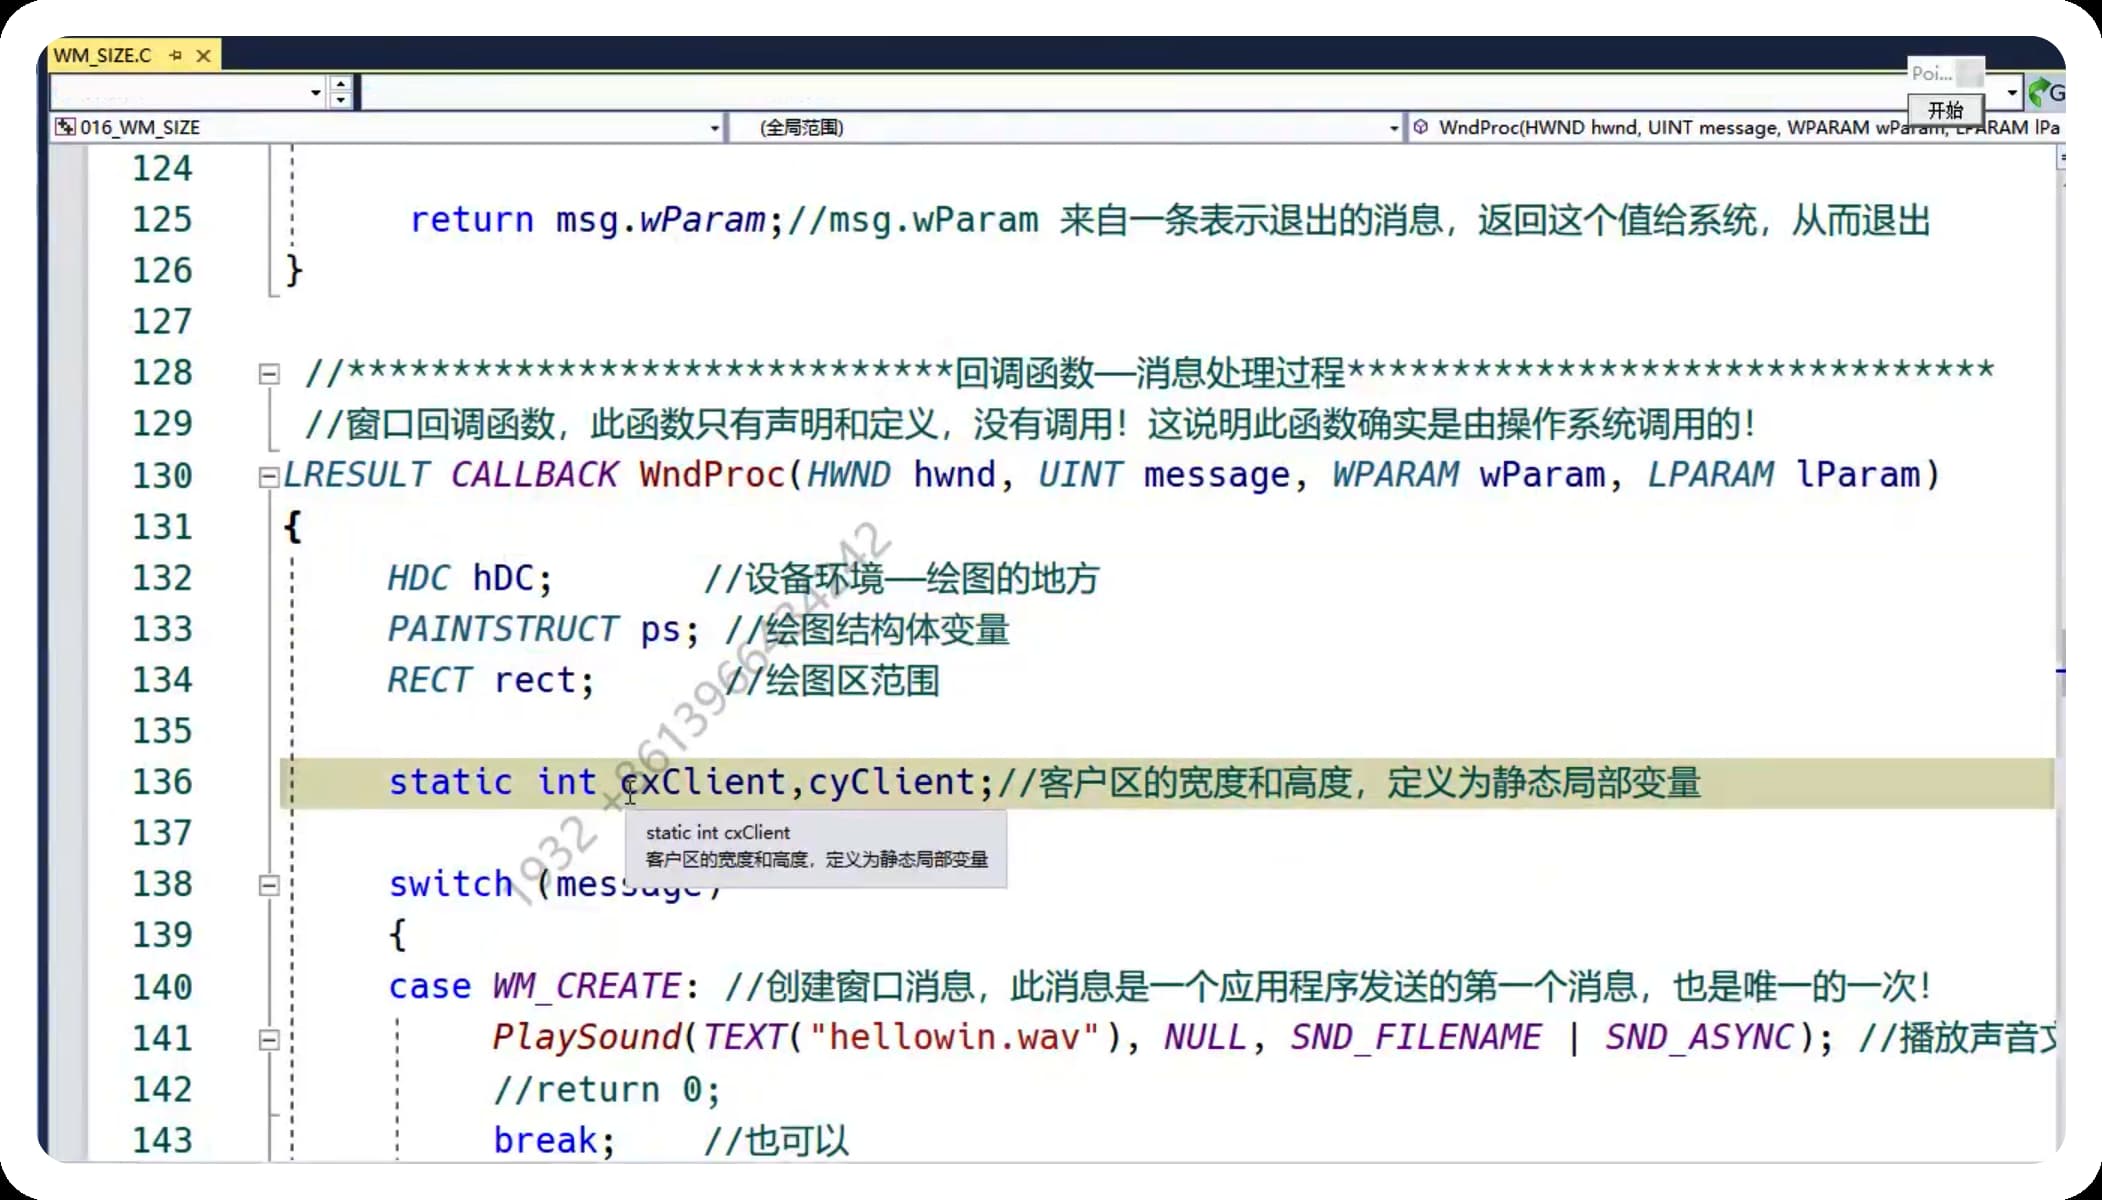 WM_SIZE.C
Poi...
开始
G
016_WM_SIZE
(全局范围)
WndProc(HWND hwnd, UINT message, WPARAM wParam, LPARAM lPa
124
125 return msg.wParam;//msg.wParam 来自一条表示退出的消息，返回这个值给系统，从而退出
126 }
127
128 //*****************************回调函数——消息处理过程*******************************
129 //窗口回调函数，此函数只有声明和定义，没有调用！这说明此函数确实是由操作系统调用的！
130 LRESULT CALLBACK WndProc(HWND hwnd, UINT message, WPARAM wParam, LPARAM lParam)
131 {
132 HDC hDC; //设备环境——绘图的地方
133 PAINTSTRUCT ps; //绘图结构体变量
134 RECT rect; //绘图区范围
135
136 static int cxClient,cyClient;//客户区的宽度和高度，定义为静态局部变量
static int cxClient
客户区的宽度和高度，定义为静态局部变量
137
138 switch (message)
139 {
140 case WM_CREATE: //创建窗口消息，此消息是一个应用程序发送的第一个消息，也是唯一的一次！
141 PlaySound(TEXT("hellowin.wav"), NULL, SND_FILENAME | SND_ASYNC); //播放声音文
142 //return 0;
143 break; //也可以